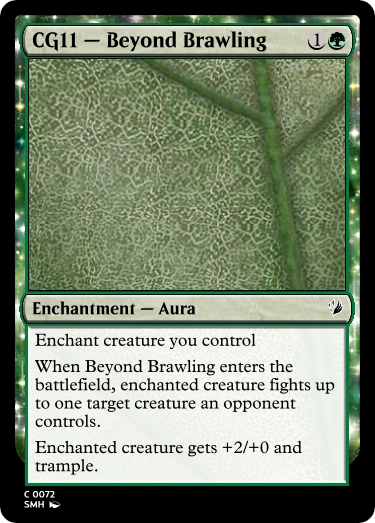 CG11 — Beyond Brawling 1
Enchantment — Aura
Enchant creature you control
When Beyond Brawling enters the
battlefield, enchanted creature fights up
to one target creature an opponent
controls.
Enchanted creature gets +2/+0 and
trample.
C 0072
SMH